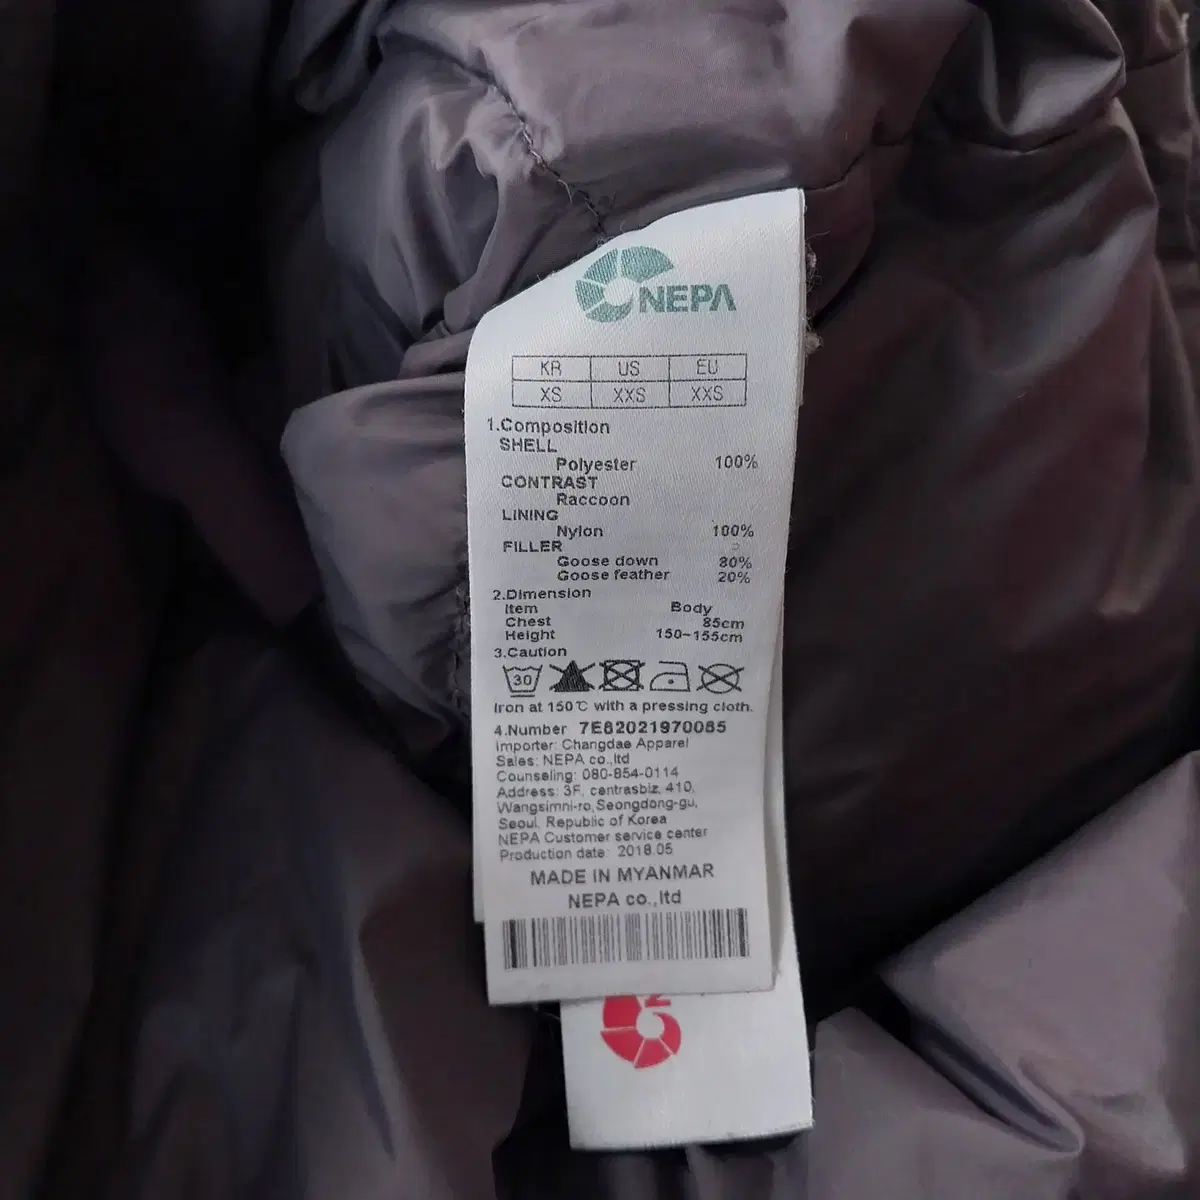 NEPA
KR US EU
XS XXS XXS
1.Composition
SHELL
Polyester 100%
CONTRAST
Raccoon
LINING
Nylon 100%
FILLER
Goose down 80%
Goose feather 20%
2.Dimension
Item Body
Chest 85cm
Height 150~155cm
3.Caution
30
Iron at 150℃ with a pressing cloth.
4.Number 7E82021970085
Importer: Changdae Apparel
Sales: NEPA co.,ltd
Counseling: 080-854-0114
Address: 3F, centrasbiz, 410,
Wangsimni-ro,Seongdong-gu,
Seoul, Republic of Korea
NEPA Customer service center
Production date: 2018.05
MADE IN MYANMAR
NEPA co.,ltd